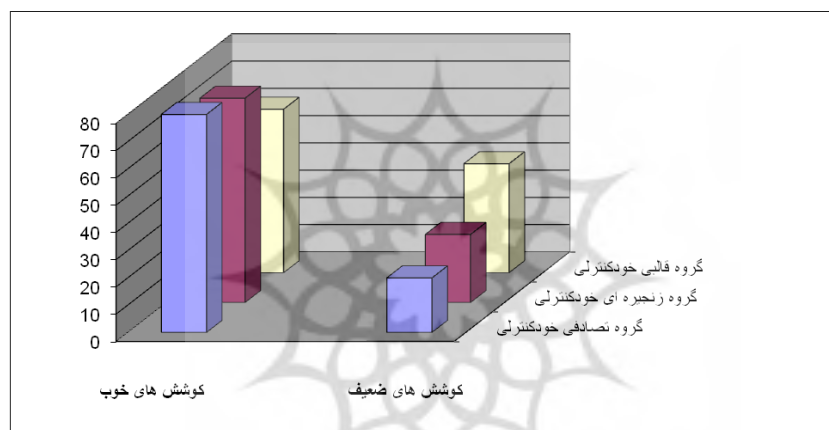 80
70
60
50
40
30
20
10
0
گروه قالبی خودکنترلی
گروه زنجیره ای خودکنترلی
گروه تصادفی خودکنترلی
کوشش های خوب
کوشش های ضعیف